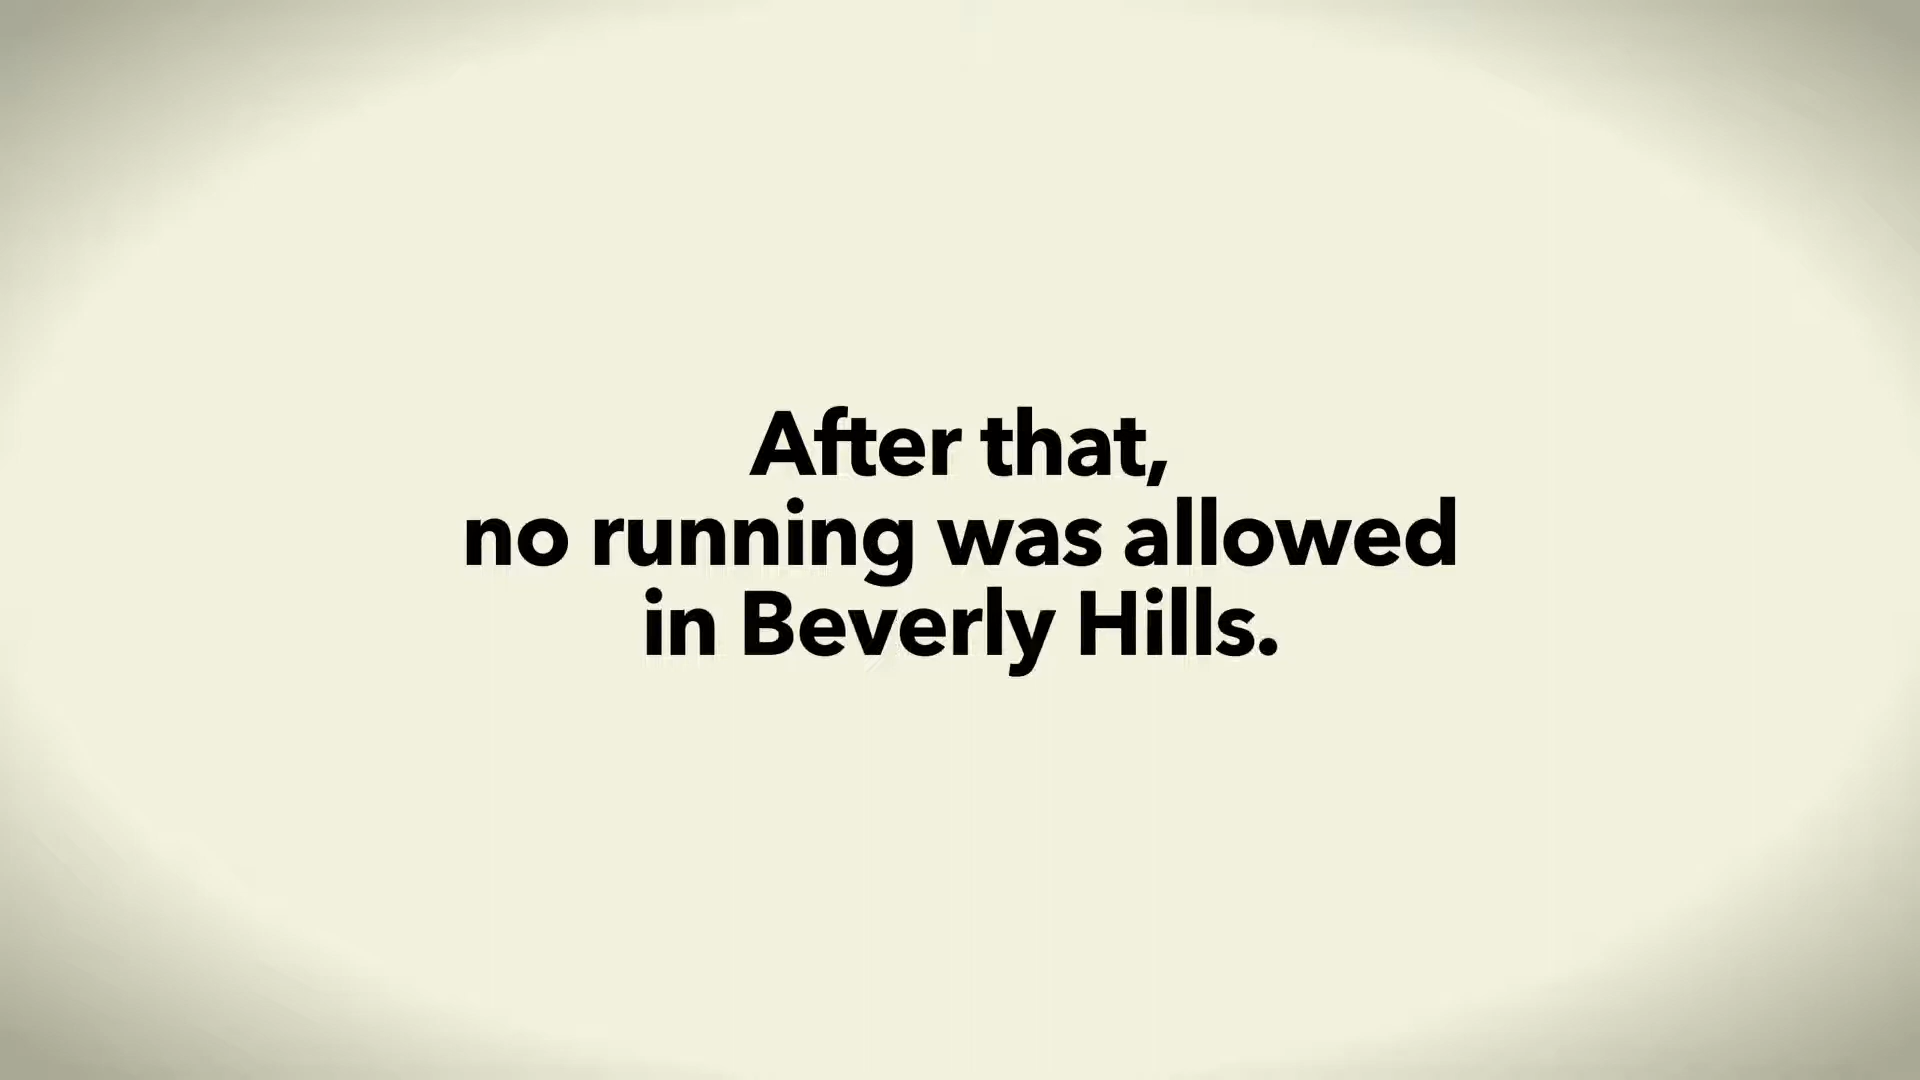 After that,
no running was allowed
in Beverly Hills.